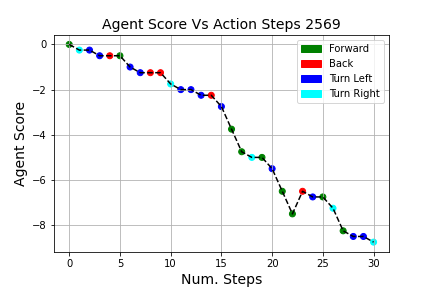 Agent Score Vs Action Steps 2569
Forward
Back
Turn Left
Turn Right
Agent Score
0
−2
−4
−6
−8
0 5 10 15 20 25 30
Num. Steps